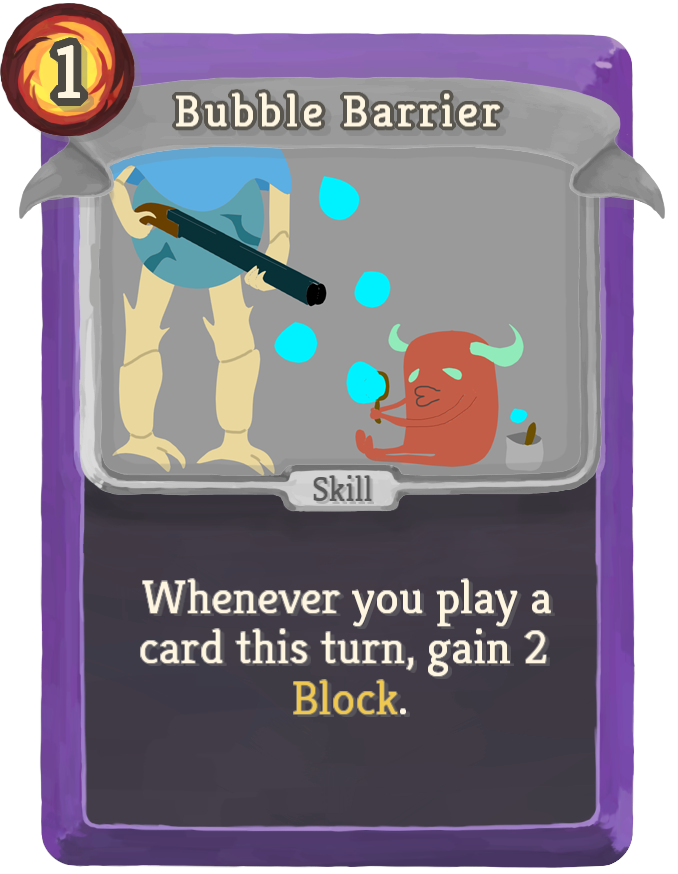 1
Bubble Barrier
Skill
Whenever you play a
card this turn, gain 2
Block.